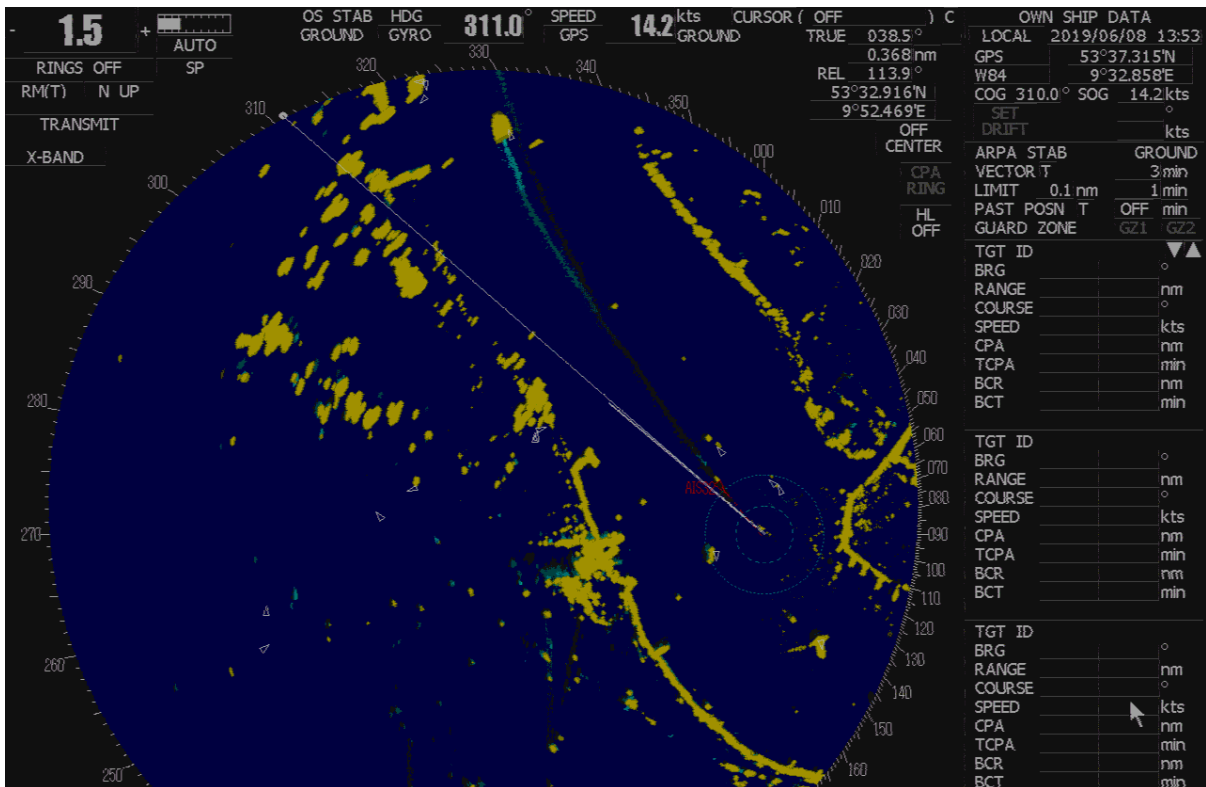 - 1.5 +
AUTO
RINGS OFF SP
RM(T) N UP
TRANSMIT
X-BAND
OS STAB HDG 311.0° SPEED 14.2 kts CURSOR ( OFF ) C
GROUND GYRO GPS GROUND TRUE 038.5°
0.368 nm
REL 113.9°
53°32.916'N
9°52.469'E
OFF
CENTER
CPA
RING
HL
OFF
250
260
270
280
290
300
310
320
330
340
350
000
010
020
030
040
050
060
070
080
090
100
110
120
130
140
150
160
OWN SHIP DATA
LOCAL 2019/06/08 13:53
GPS 53°37.315'N
W84 9°32.858'E
COG 310.0° SOG 14.2 kts
SET °
DRIFT kts
ARPA STAB GROUND
VECTOR T 3 min
LIMIT 0.1 nm 1 min
PAST POSN T OFF min
GUARD ZONE GZ1 GZ2
TGT ID ▼▲
BRG °
RANGE nm
COURSE °
SPEED kts
CPA nm
TCPA min
BCR nm
BCT min
TGT ID
BRG °
RANGE nm
COURSE °
SPEED kts
CPA nm
TCPA min
BCR nm
BCT min
TGT ID
BRG °
RANGE nm
COURSE °
SPEED kts
CPA nm
TCPA min
BCR nm
BCT min